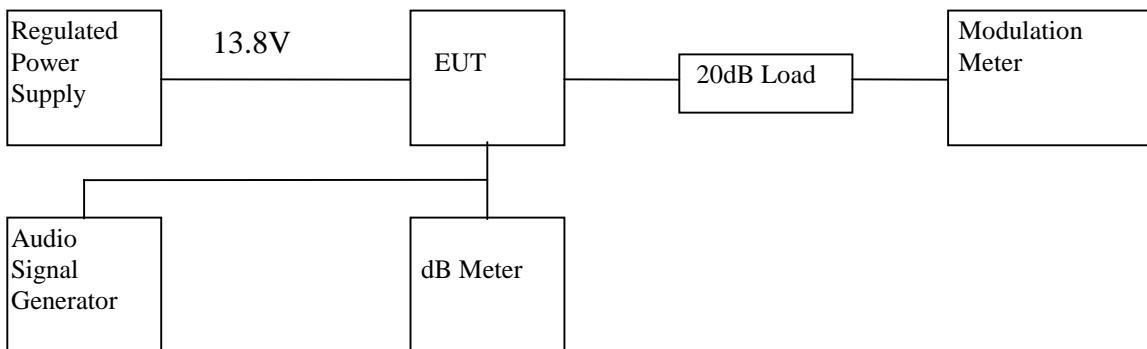 Regulated
Power
Supply
13.8V
EUT
20dB Load
Modulation
Meter
Audio
Signal
Generator
dB Meter